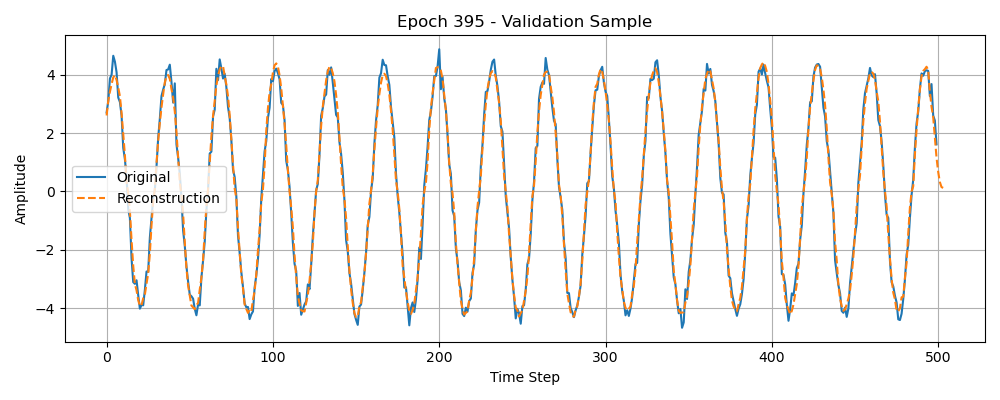 Epoch 395 - Validation Sample
Amplitude
4
2
0
−2
−4
Original
Reconstruction
0 100 200 300 400 500
Time Step